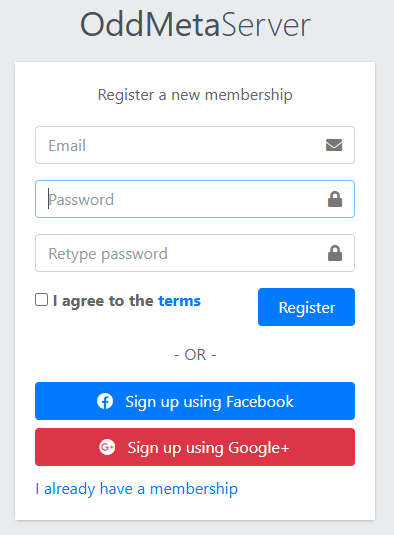 OddMetaServer
Register a new membership
Email
Password
Retype password
I agree to the terms
Register
- OR -
Sign up using Facebook
Sign up using Google+
I already have a membership